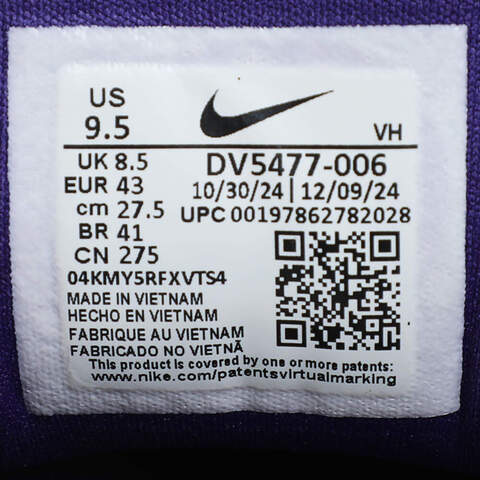 US
9.5
VH
UK 8.5
EUR 43
cm 27.5
BR 41
CN 275
DV5477-006
10/30/24 | 12/09/24
UPC 00197862782028
04KMY5RFXVTS4
MADE IN VIETNAM
HECHO EN VIETNAM
FABRIQUE AU VIETNAM
FABRICADO NO VIETNÃ
This product is covered by one or more patents:
www.nike.com/patentsvirtualmarking